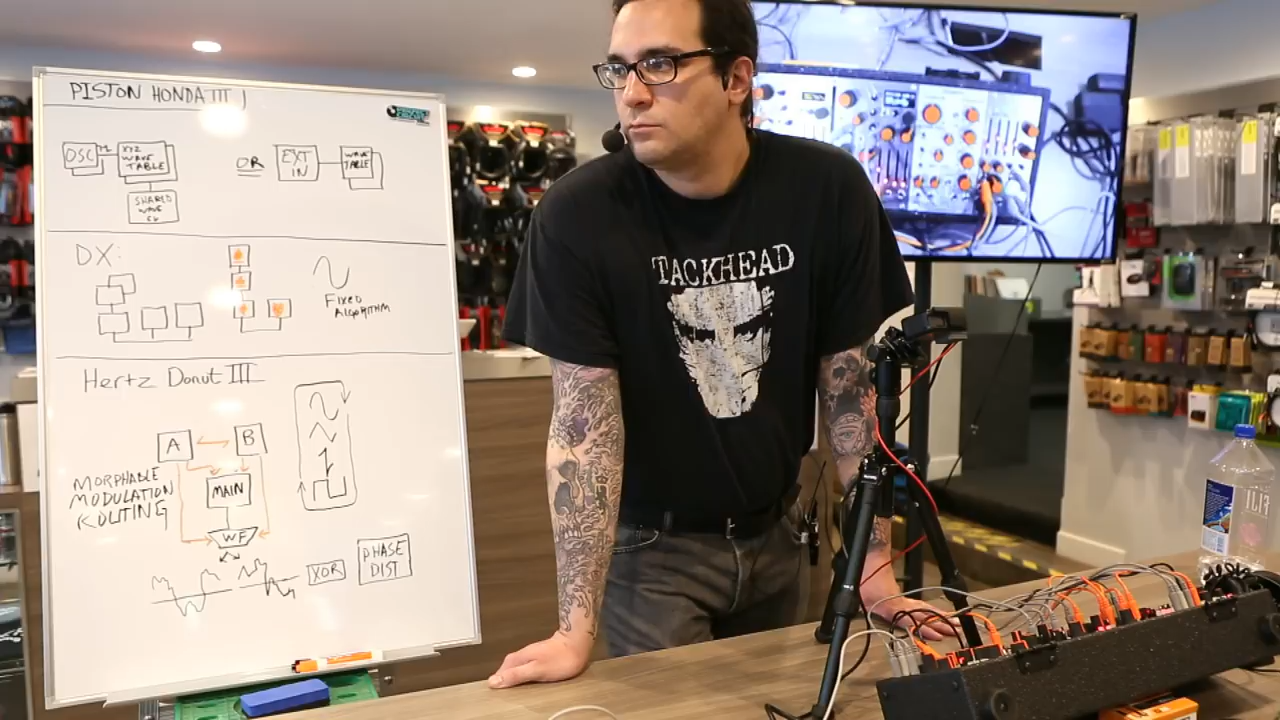 PISTON HONDA III
OSC
XYZ
WAVE
TABLE
SHARED
WAVE
OR
EXT
IN
WAVE
TABLE
DX:
FIXED
ALGORITHM
Hertz Donut III
A
B
MORPHABLE
MODULATION
ROUTING
MAIN
WF
XOR
PHASE
DIST
TACKHEAD
FIJI